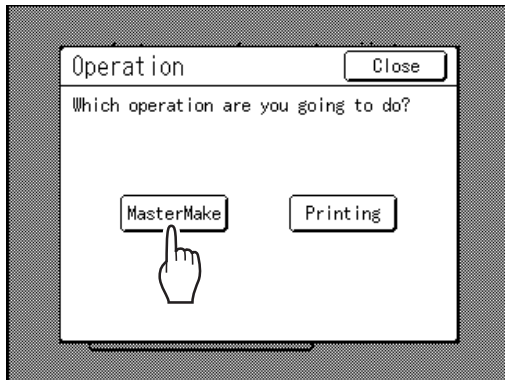 Operation
Close
Which operation are you going to do?
MasterMake
Printing